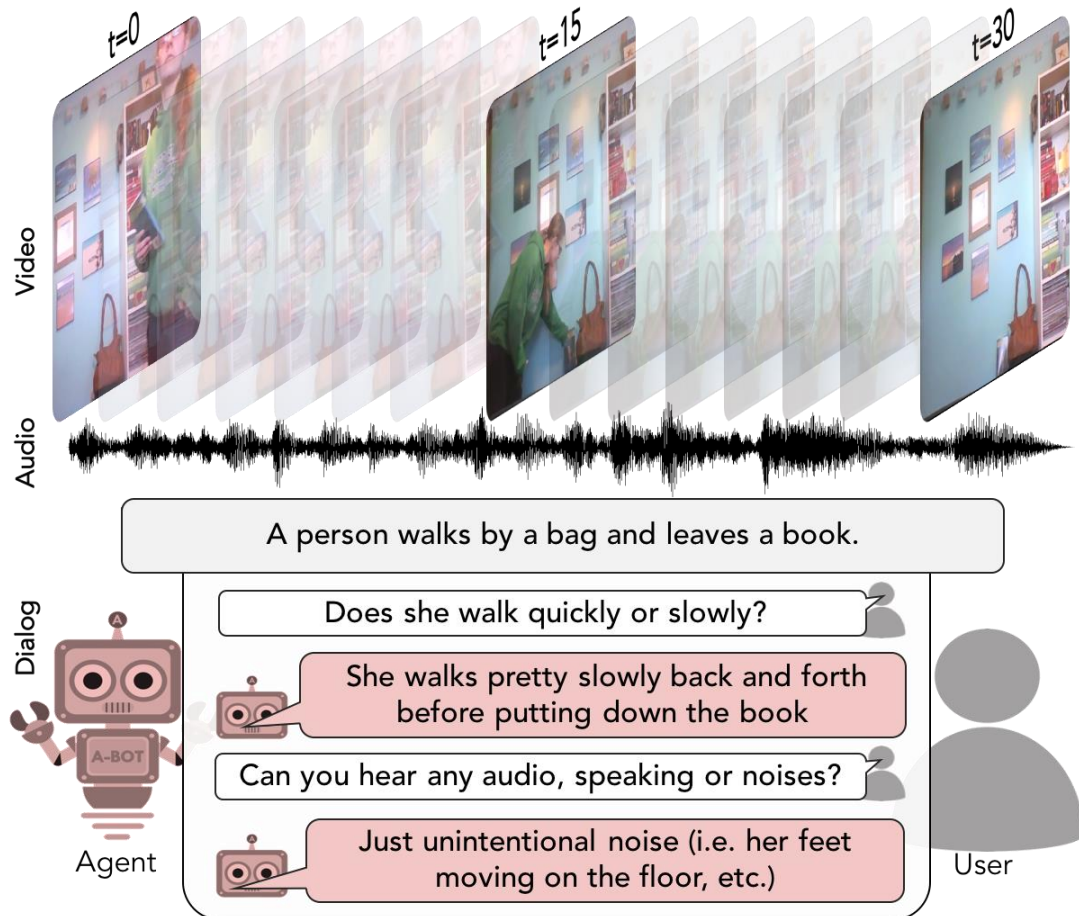 t=0
t=15
t=30
Video
Audio
A person walks by a bag and leaves a book.
Dialog
Does she walk quickly or slowly?
A
She walks pretty slowly back and forth
before putting down the book
A
A-BOT
Can you hear any audio, speaking or noises?
A
Just unintentional noise (i.e. her feet
moving on the floor, etc.)
Agent
User